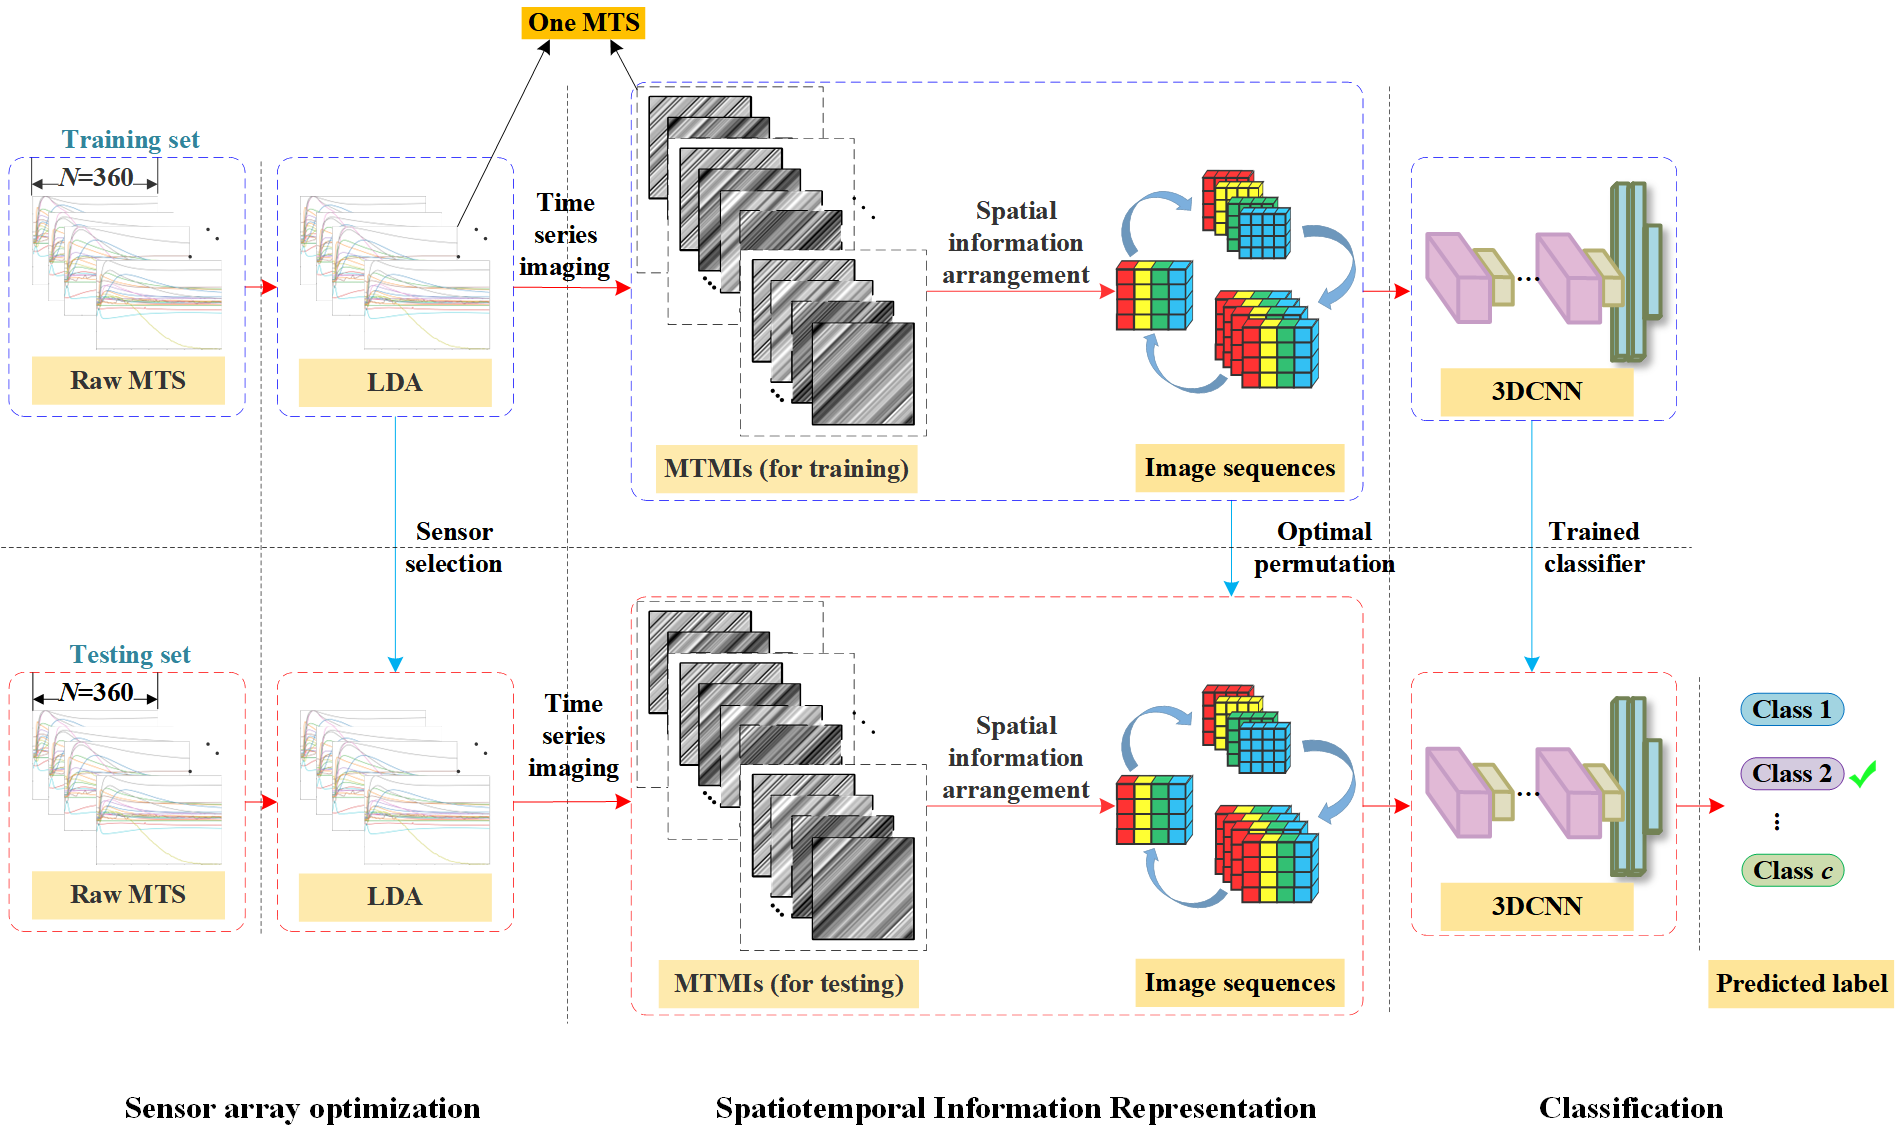 One MTS
Training set
N=360
Raw MTS
LDA
Time
series
imaging
MTMIs (for training)
Spatial
information
arrangement
Image sequences
3DCNN
Sensor
selection
Optimal
permutation
Trained
classifier
Testing set
N=360
Raw MTS
LDA
Time
series
imaging
MTMIs (for testing)
Spatial
information
arrangement
Image sequences
3DCNN
Class 1
Class 2
Class c
Predicted label
Sensor array optimization
Spatiotemporal Information Representation
Classification